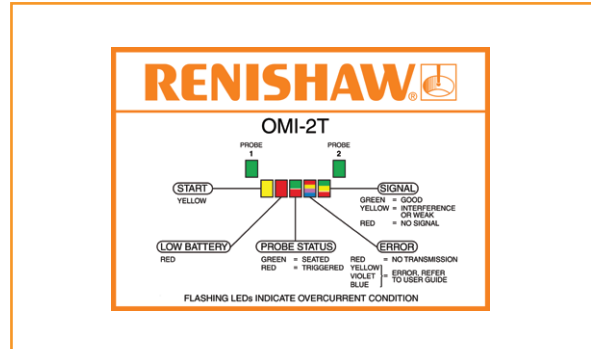 RENISHAW®
OMI-2T
PROBE 1
PROBE 2
START
YELLOW
SIGNAL
GREEN = GOOD
YELLOW = INTERFERENCE OR WEAK
RED = NO SIGNAL
LOW BATTERY
RED
PROBE STATUS
GREEN = SEATED
RED = TRIGGERED
ERROR
RED = NO TRANSMISSION
YELLOW
VIOLET
BLUE
= ERROR, REFER
TO USER GUIDE
FLASHING LEDs INDICATE OVERCURRENT CONDITION